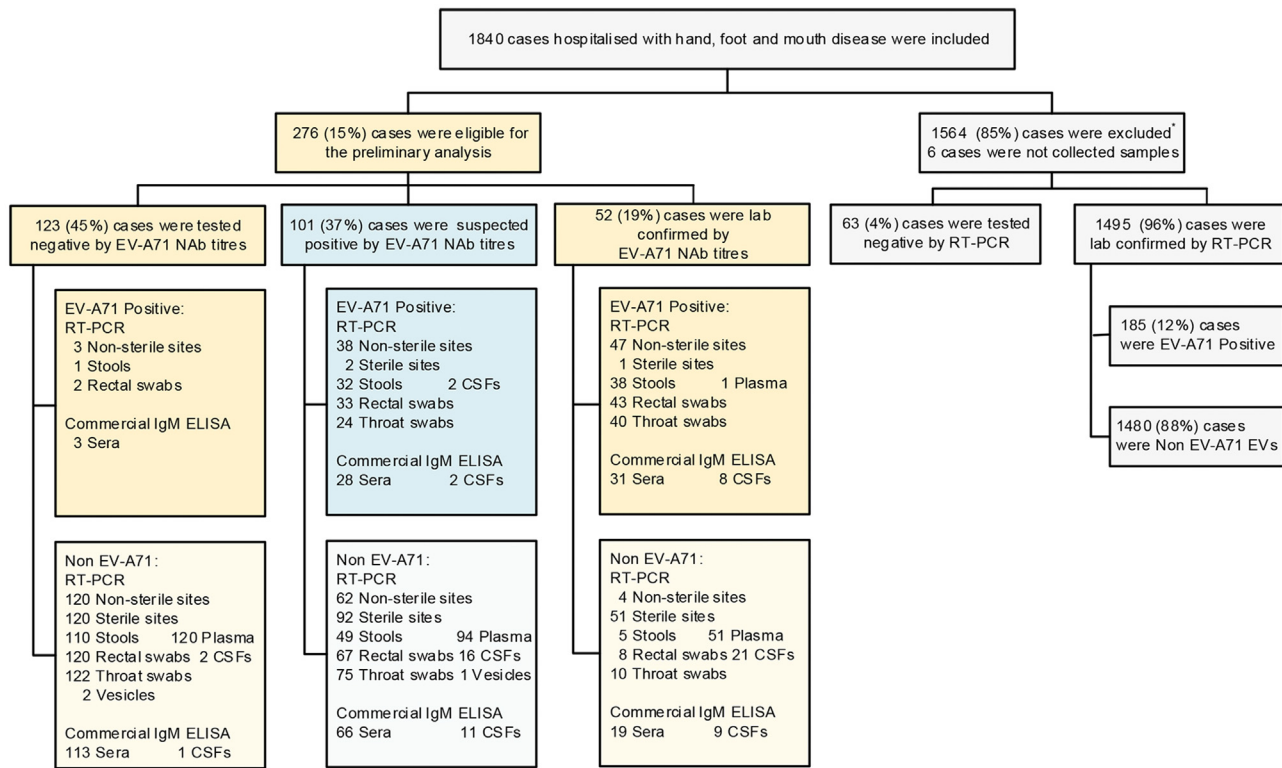 1840 cases hospitalised with hand, foot and mouth disease were included
276 (15%) cases were eligible for
the preliminary analysis
1564 (85%) cases were excluded*
6 cases were not collected samples
123 (45%) cases were tested
negative by EV-A71 NAb titres
101 (37%) cases were suspected
positive by EV-A71 NAb titres
52 (19%) cases were lab
confirmed by
EV-A71 NAb titres
63 (4%) cases were tested
negative by RT-PCR
1495 (96%) cases were
lab confirmed by RT-PCR
EV-A71 Positive:
RT-PCR
3 Non-sterile sites
1 Stools
2 Rectal swabs
Commercial IgM ELISA
3 Sera
EV-A71 Positive:
RT-PCR
38 Non-sterile sites
2 Sterile sites
32 Stools 2 CSFs
33 Rectal swabs
24 Throat swabs
Commercial IgM ELISA
28 Sera 2 CSFs
EV-A71 Positive:
RT-PCR
47 Non-sterile sites
1 Sterile sites
38 Stools 1 Plasma
43 Rectal swabs
40 Throat swabs
Commercial IgM ELISA
31 Sera 8 CSFs
185 (12%) cases
were EV-A71 Positive
1480 (88%) cases
were Non EV-A71 EVs
Non EV-A71:
RT-PCR
120 Non-sterile sites
120 Sterile sites
110 Stools 120 Plasma
120 Rectal swabs 2 CSFs
122 Throat swabs
2 Vesicles
Commercial IgM ELISA
113 Sera 1 CSFs
Non EV-A71:
RT-PCR
62 Non-sterile sites
92 Sterile sites
49 Stools 94 Plasma
67 Rectal swabs 16 CSFs
75 Throat swabs 1 Vesicles
Commercial IgM ELISA
66 Sera 11 CSFs
Non EV-A71:
RT-PCR
4 Non-sterile sites
51 Sterile sites
5 Stools 51 Plasma
8 Rectal swabs 21 CSFs
10 Throat swabs
Commercial IgM ELISA
19 Sera 9 CSFs